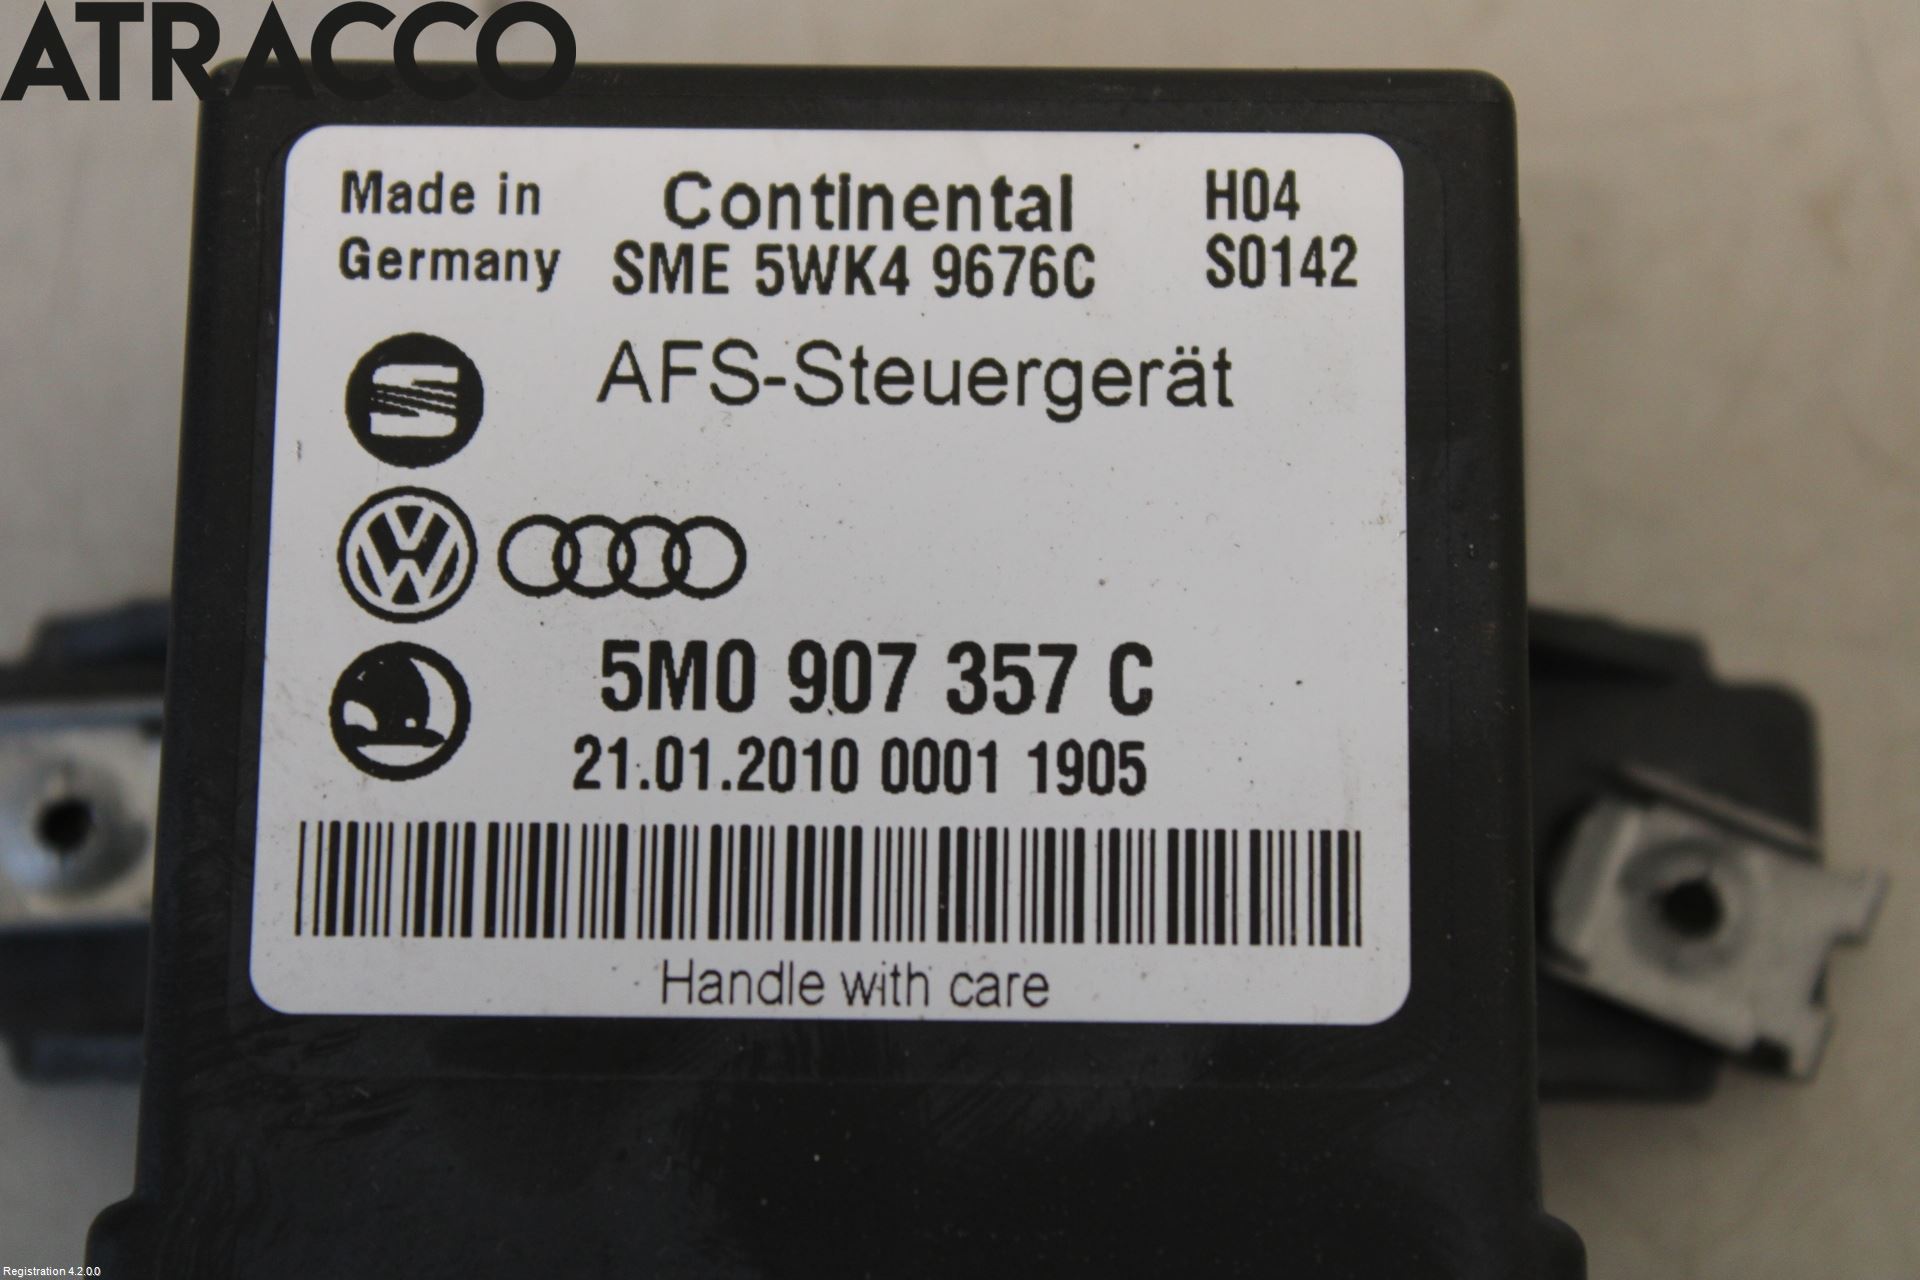 ATRACCO
Made in
Germany
Continental
SME 5WK4 9676C
H04
S0142
AFS-Steuergerät
5M0 907 357 C
21.01.2010 0001 1905
Handle with care
Registration 4.2.0.0